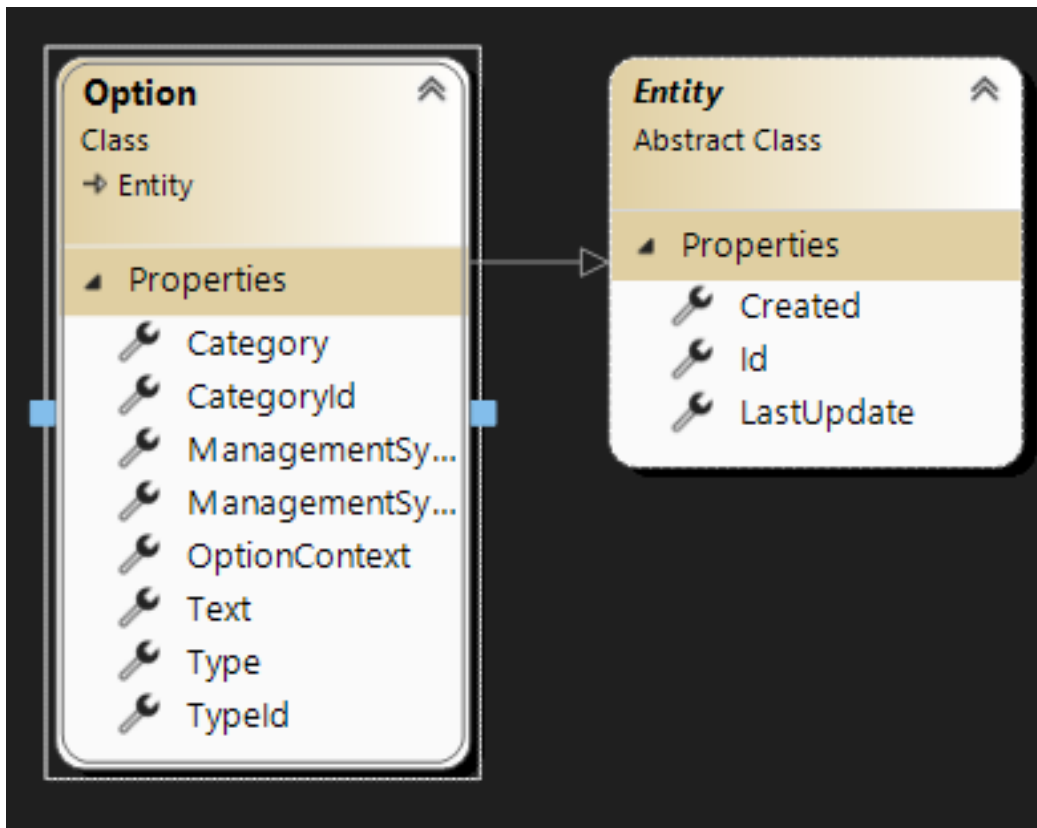 Option
Class
Entity
Properties
Category
CategoryId
ManagementSy...
ManagementSy...
OptionContext
Text
Type
TypeId
Entity
Abstract Class
Properties
Created
Id
LastUpdate